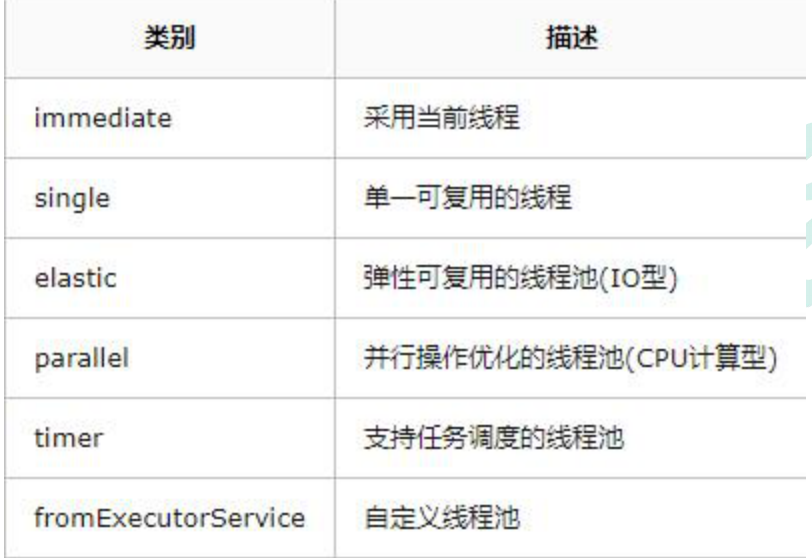 类别 描述
immediate 采用当前线程
single 单一可复用的线程
elastic 弹性可复用的线程池(IO型)
parallel 并行操作优化的线程池(CPU计算型)
timer 支持任务调度的线程池
fromExecutorService 自定义线程池